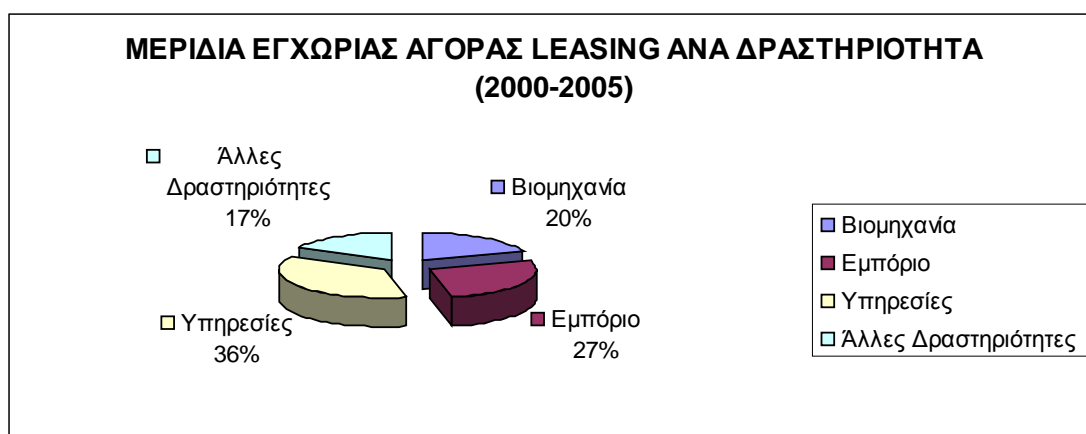 ΜΕΡΙΔΙΑ ΕΓΧΩΡΙΑΣ ΑΓΟΡΑΣ LEASING ΑΝΑ ΔΡΑΣΤΗΡΙΟΤΗΤΑ
(2000-2005)
Άλλες
Δραστηριότητες
17%
Βιομηχανία
20%
Υπηρεσίες
36%
Εμπόριο
27%
Βιομηχανία
Εμπόριο
Υπηρεσίες
Άλλες Δραστηριότητες